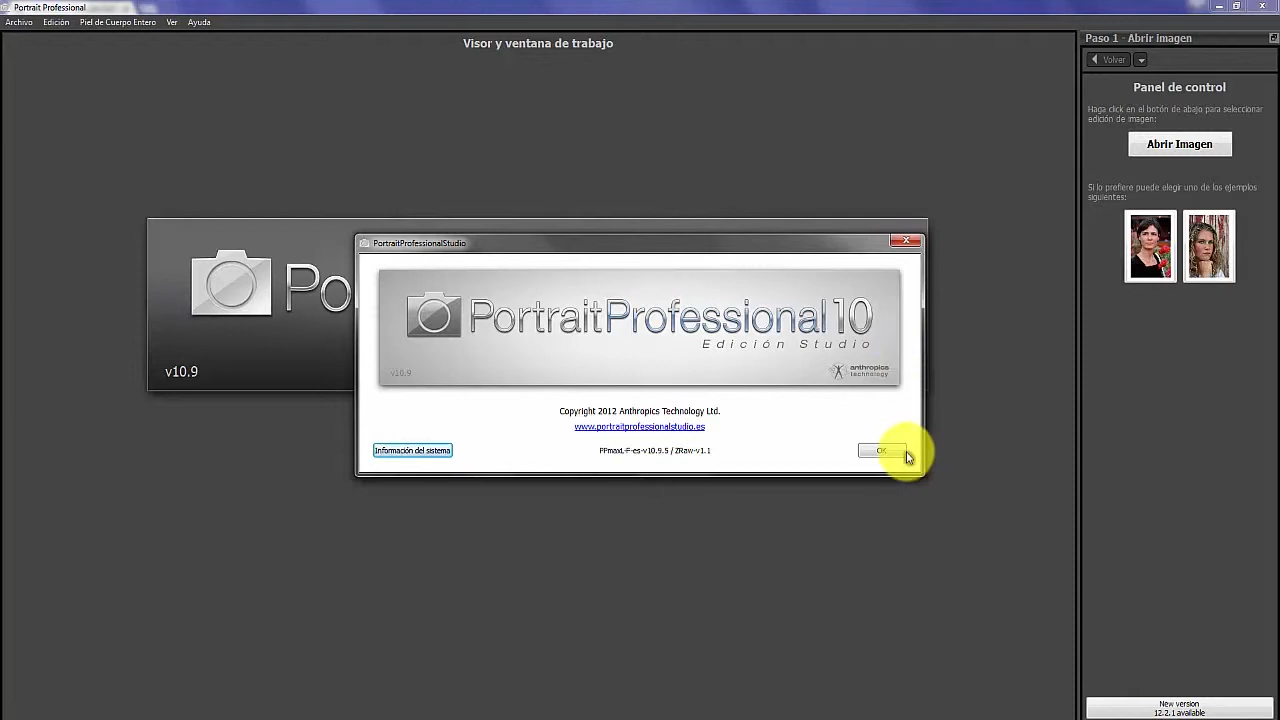 Portrait Professional
Archivo Edición Piel de Cuerpo Entero Ver Ayuda
Visor y ventana de trabajo
Paso 1 - Abrir imagen
Volver
Panel de control
Haga click en el botón de abajo para seleccionar
edición de imagen:
Abrir Imagen
Si lo prefiere puede elegir uno de los ejemplos
siguientes:
Po
v10.9
PortraitProfessionalStudio
PortraitProfessional10
Edición Studio
v10.9
anthropics
technology
Copyright 2012 Anthropics Technology Ltd.
www.portraitprofessionalstudio.es
Información del sistema
PPmaxL-F-es-v10.9.5 / ZRaw-v1.1
OK
New version
12.2.1 available